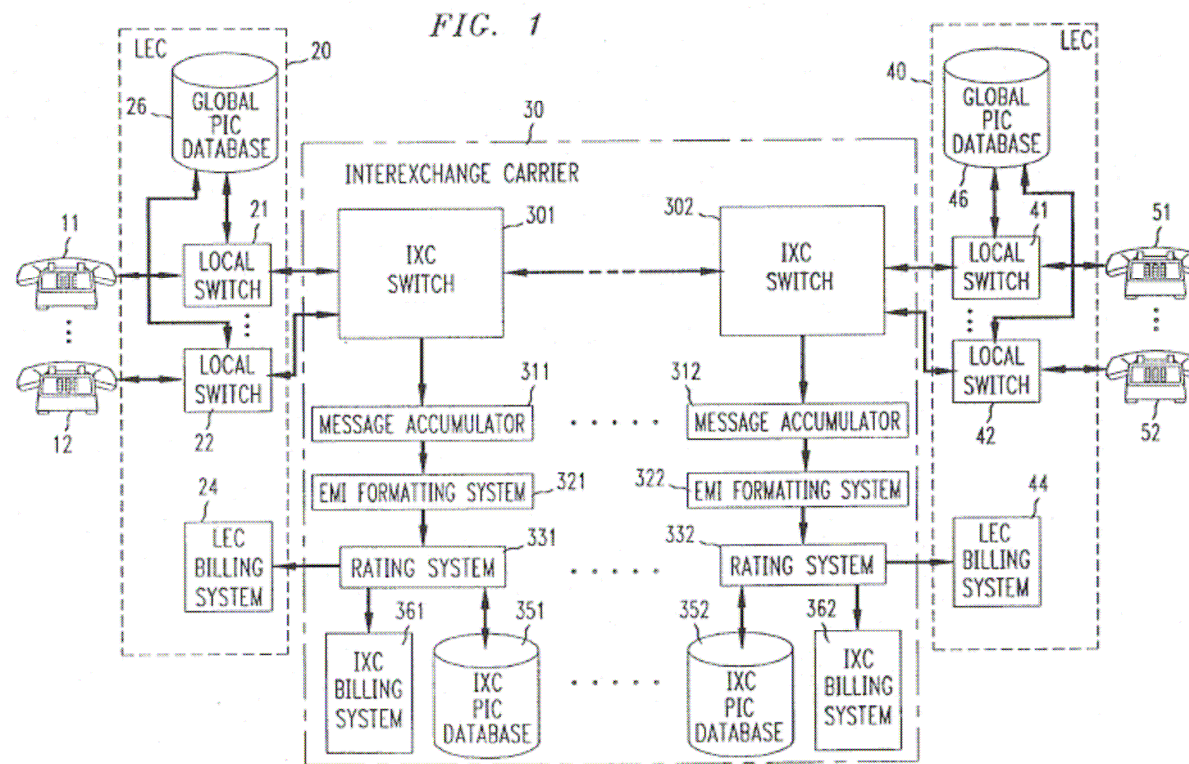 FIG. 1
LEC
20
26
GLOBAL
PIC
DATABASE
11
21
LOCAL
SWITCH
12
LOCAL
SWITCH
22
24
LEC
BILLING
SYSTEM
30
INTEREXCHANGE CARRIER
301
IXC
SWITCH
302
IXC
SWITCH
311
MESSAGE ACCUMULATOR
312
MESSAGE ACCUMULATOR
EMI FORMATTING SYSTEM
321
322
EMI FORMATTING SYSTEM
331
RATING SYSTEM
332
RATING SYSTEM
361
IXC
BILLING
SYSTEM
351
IXC
PIC
DATABASE
352
IXC
PIC
DATABASE
362
IXC
BILLING
SYSTEM
LEC
40
GLOBAL
PIC
DATABASE
46
41
LOCAL
SWITCH
51
LOCAL
SWITCH
42
52
44
LEC
BILLING
SYSTEM